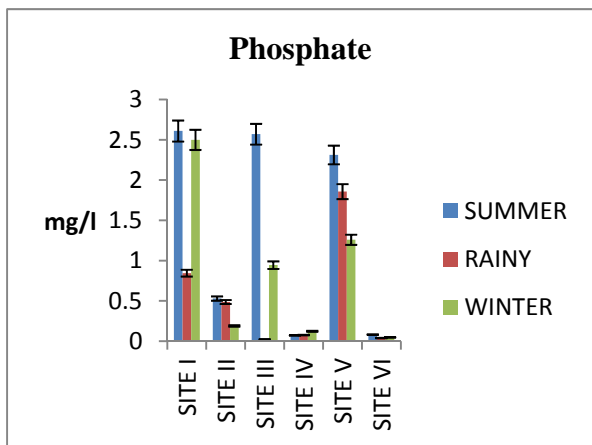 Phosphate
3
2.5
2
1.5
1
0.5
0
mg/l
SITE I
SITE II
SITE III
SITE IV
SITE V
SITE VI
SUMMER
RAINY
WINTER